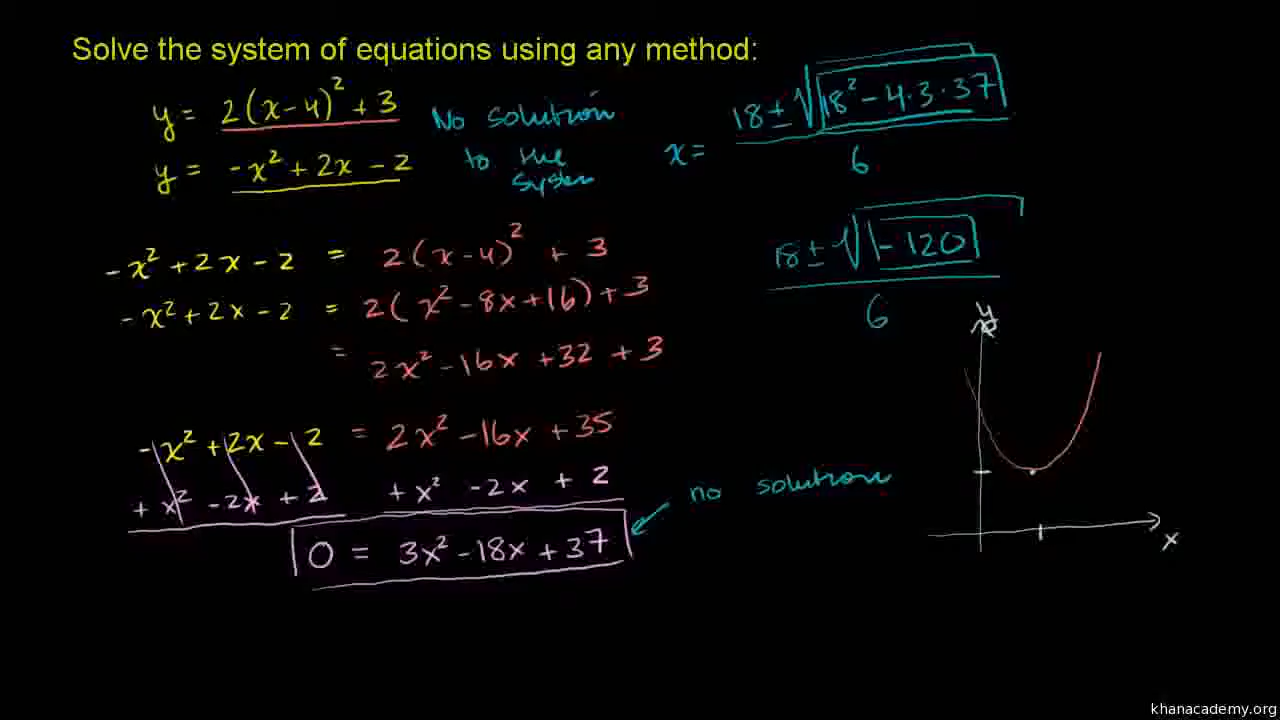 Solve the system of equations using any method:
y = 2(x-4)² + 3
y = -x² + 2x - 2
No solution
to the
system
x = (18 ± √(18² - 4·3·37)) / 6
(18 ± √(-120)) / 6
-x² + 2x - 2 = 2(x-4)² + 3
-x² + 2x - 2 = 2(x² - 8x + 16) + 3
= 2x² - 16x + 32 + 3
-x² + 2x - 2 = 2x² - 16x + 35
+ x² - 2x + 2 + x² - 2x + 2
0 = 3x² - 18x + 37
no solution
y
x
khanacademy.org